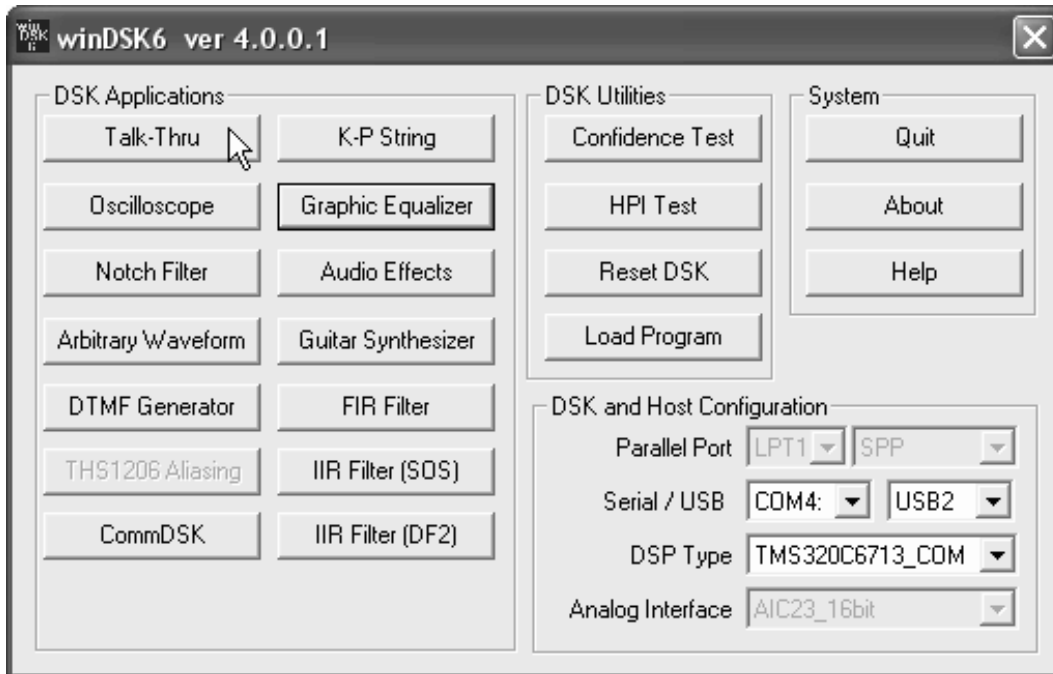 winDSK6 ver 4.0.0.1
DSK Applications
Talk-Thru
K-P String
Oscilloscope
Graphic Equalizer
Notch Filter
Audio Effects
Arbitrary Waveform
Guitar Synthesizer
DTMF Generator
FIR Filter
THS1206 Aliasing
IIR Filter (SOS)
CommDSK
IIR Filter (DF2)
DSK Utilities
Confidence Test
HPI Test
Reset DSK
Load Program
System
Quit
About
Help
DSK and Host Configuration
Parallel Port LPT1 SPP
Serial / USB COM4: USB2
DSP Type TMS320C6713_COM
Analog Interface AIC23_16bit